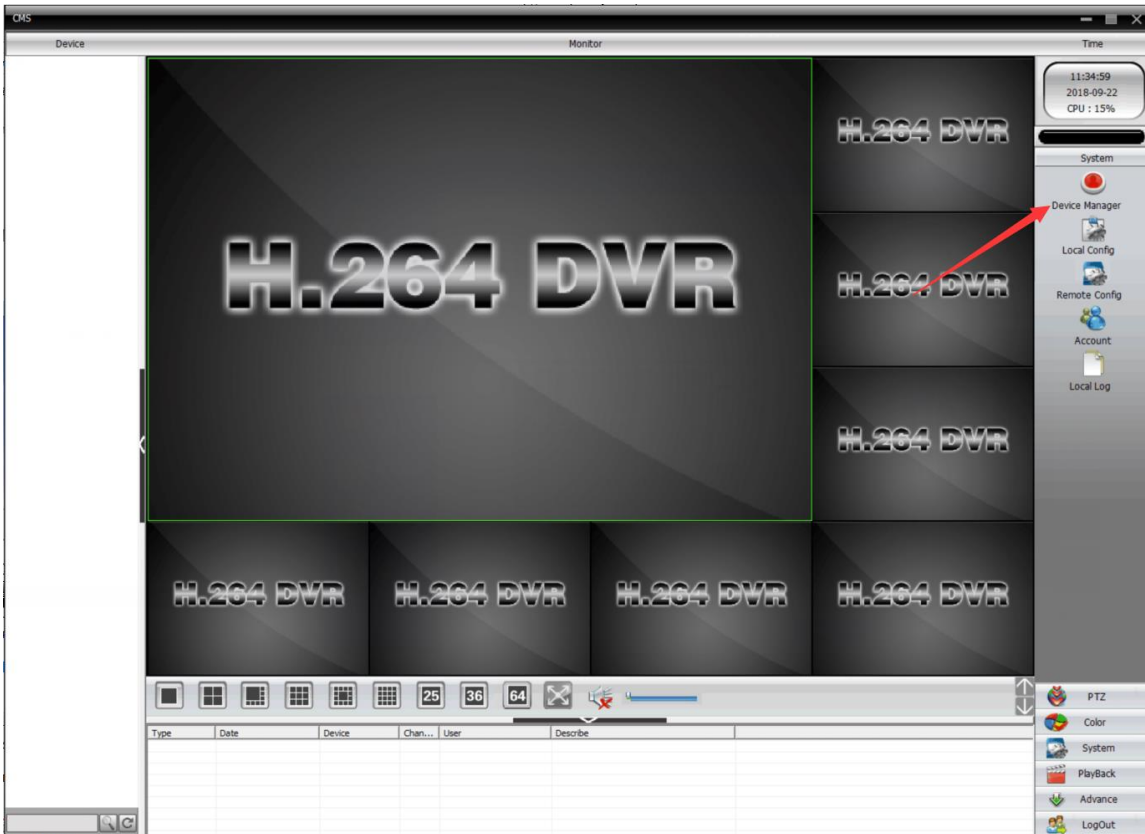 CMS
Device
Monitor
Time
11:34:59
2018-09-22
CPU : 15%
System
Device Manager
Local Config
Remote Config
Account
Local Log
H.264 DVR
H.264 DVR
H.264 DVR
H.264 DVR
H.264 DVR
H.264 DVR
H.264 DVR
H.264 DVR
25 36 64
Type Date Device Chan... User Describe
PTZ
Color
System
PlayBack
Advance
LogOut